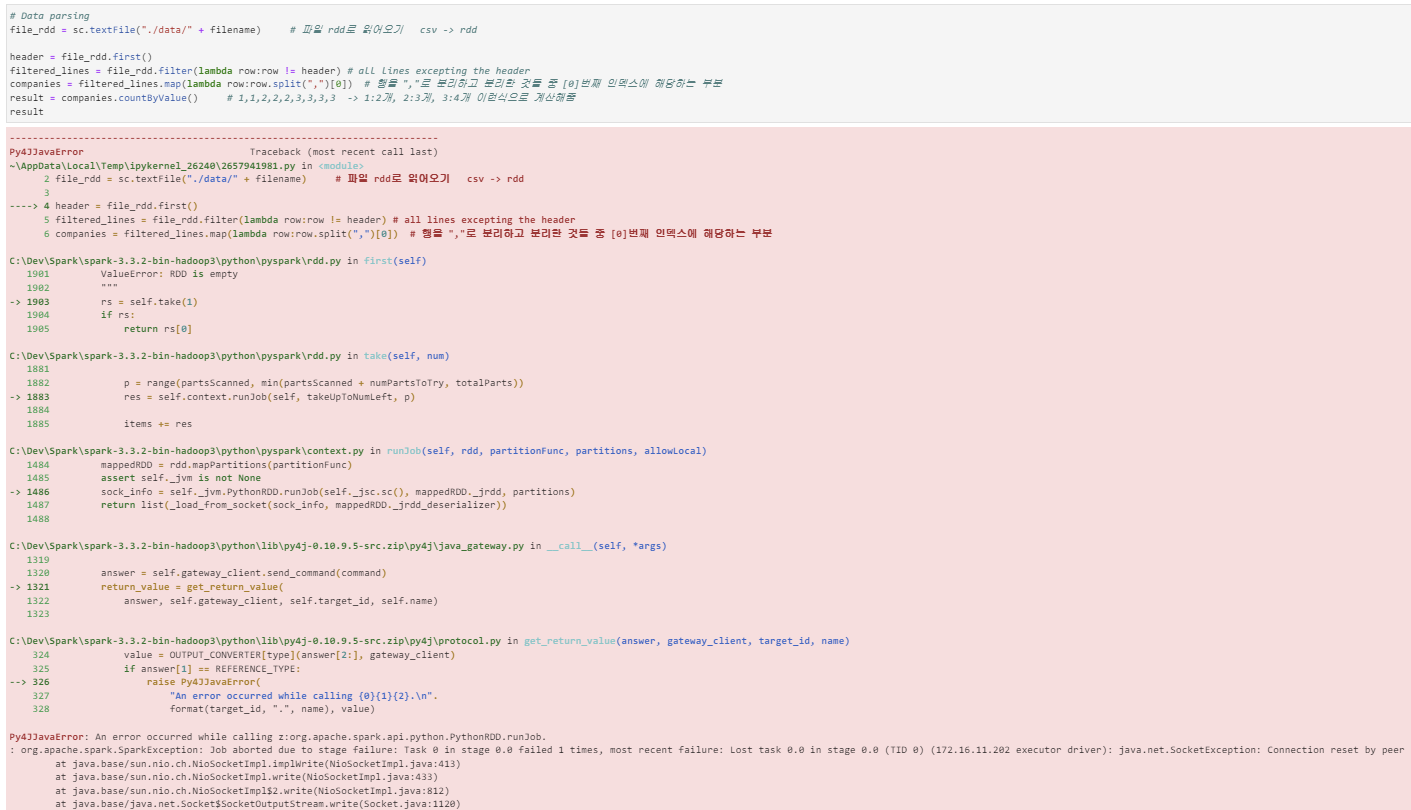 # Data parsing
file_rdd = sc.textFile("./data/" + filename)     # 파일 rdd로 읽어오기   csv -> rdd

header = file_rdd.first()
filtered_lines = file_rdd.filter(lambda row:row != header) # all lines excepting the header
companies = filtered_lines.map(lambda row:row.split(",")[0])  # 행을 ","로 분리하고 분리한 것들 중 [0]번째 인덱스에 해당하는 부분
result = companies.countByValue()     # 1,1,2,2,2,3,3,3,3  -> 1:2개, 2:3개, 3:4개 이런식으로 계산해줌
result
---------------------------------------------------------------------------
Py4JJavaError                             Traceback (most recent call last)
~\AppData\Local\Temp\ipykernel_26240\2657941981.py in <module>
      2 file_rdd = sc.textFile("./data/" + filename)     # 파일 rdd로 읽어오기   csv -> rdd
      3
----> 4 header = file_rdd.first()
      5 filtered_lines = file_rdd.filter(lambda row:row != header) # all lines excepting the header
      6 companies = filtered_lines.map(lambda row:row.split(",")[0])  # 행을 ","로 분리하고 분리한 것들 중 [0]번째 인덱스에 해당하는 부분

C:\Dev\Spark\spark-3.3.2-bin-hadoop3\python\pyspark\rdd.py in first(self)
   1901         ValueError: RDD is empty
   1902         """
-> 1903         rs = self.take(1)
   1904         if rs:
   1905             return rs[0]

C:\Dev\Spark\spark-3.3.2-bin-hadoop3\python\pyspark\rdd.py in take(self, num)
   1881
   1882             p = range(partsScanned, min(partsScanned + numPartsToTry, totalParts))
-> 1883             res = self.context.runJob(self, takeUpToNumLeft, p)
   1884
   1885             items += res

C:\Dev\Spark\spark-3.3.2-bin-hadoop3\python\pyspark\context.py in runJob(self, rdd, partitionFunc, partitions, allowLocal)
   1484         mappedRDD = rdd.mapPartitions(partitionFunc)
   1485         assert self._jvm is not None
-> 1486         sock_info = self._jvm.PythonRDD.runJob(self._jsc.sc(), mappedRDD._jrdd, partitions)
   1487         return list(_load_from_socket(sock_info, mappedRDD._jrdd_deserializer))
   1488

C:\Dev\Spark\spark-3.3.2-bin-hadoop3\python\lib\py4j-0.10.9.5-src.zip\py4j\java_gateway.py in __call__(self, *args)
   1319
   1320         answer = self.gateway_client.send_command(command)
-> 1321         return_value = get_return_value(
   1322             answer, self.gateway_client, self.target_id, self.name)
   1323

C:\Dev\Spark\spark-3.3.2-bin-hadoop3\python\lib\py4j-0.10.9.5-src.zip\py4j\protocol.py in get_return_value(answer, gateway_client, target_id, name)
    324             value = OUTPUT_CONVERTER[type](answer[2:], gateway_client)
    325             if answer[1] == REFERENCE_TYPE:
--> 326                 raise Py4JJavaError(
    327                     "An error occurred while calling {0}{1}{2}.\n".
    328                     format(target_id, ".", name), value)

Py4JJavaError: An error occurred while calling z:org.apache.spark.api.python.PythonRDD.runJob.
: org.apache.spark.SparkException: Job aborted due to stage failure: Task 0 in stage 0.0 failed 1 times, most recent failure: Lost task 0.0 in stage 0.0 (TID 0) (172.16.11.202 executor driver): java.net.SocketException: Connection reset by peer
	at java.base/sun.nio.ch.NioSocketImpl.implWrite(NioSocketImpl.java:413)
	at java.base/sun.nio.ch.NioSocketImpl.write(NioSocketImpl.java:433)
	at java.base/sun.nio.ch.NioSocketImpl$2.write(NioSocketImpl.java:812)
	at java.base/java.net.Socket$SocketOutputStream.write(Socket.java:1120)